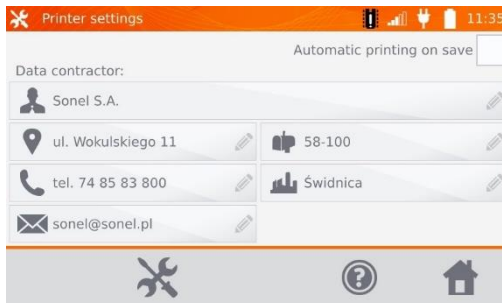 Printer settings 11:35
Automatic printing on save
Data contractor:
Sonel S.A.
ul. Wokulskiego 11 58-100
tel. 74 85 83 800 Świdnica
sonel@sonel.pl